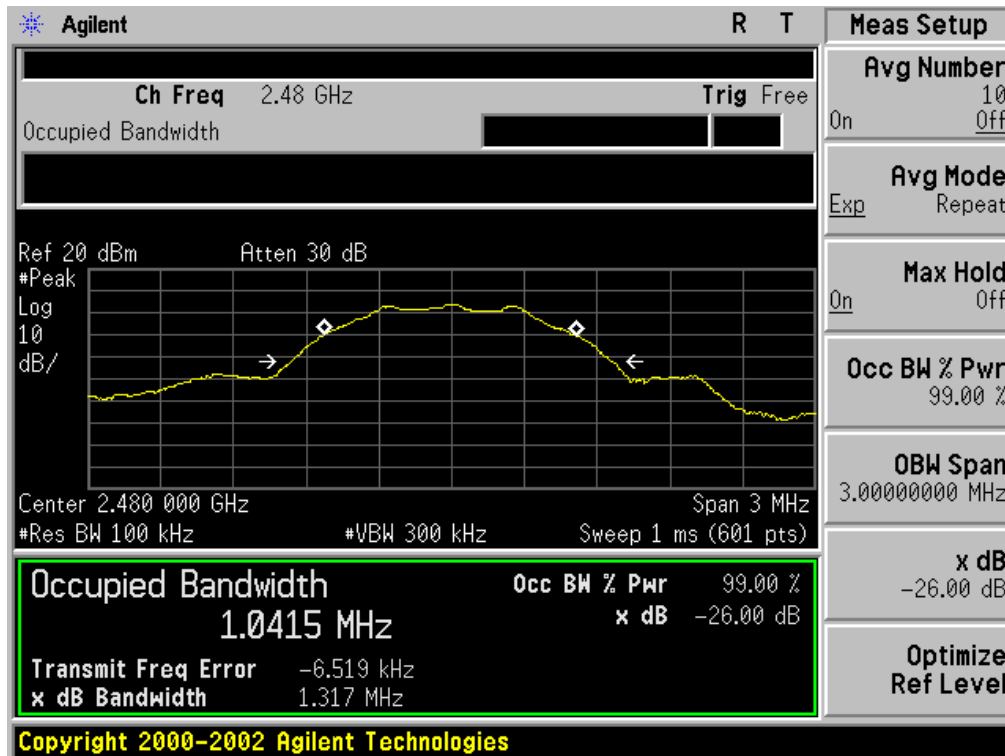 Agilent R T
Ch Freq 2.48 GHz Trig Free
Occupied Bandwidth
Ref 20 dBm Atten 30 dB
#Peak
Log
10
dB/
Center 2.480 000 GHz Span 3 MHz
#Res BW 100 kHz #VBW 300 kHz Sweep 1 ms (601 pts)
Occupied Bandwidth
1.0415 MHz
Occ BW % Pwr 99.00 %
x dB -26.00 dB
Transmit Freq Error -6.519 kHz
x dB Bandwidth 1.317 MHz
Meas Setup
Avg Number
10
On Off
Avg Mode
Exp Repeat
Max Hold
On Off
Occ BW % Pwr
99.00 %
OBW Span
3.00000000 MHz
x dB
-26.00 dB
Optimize
Ref Level
Copyright 2000-2002 Agilent Technologies